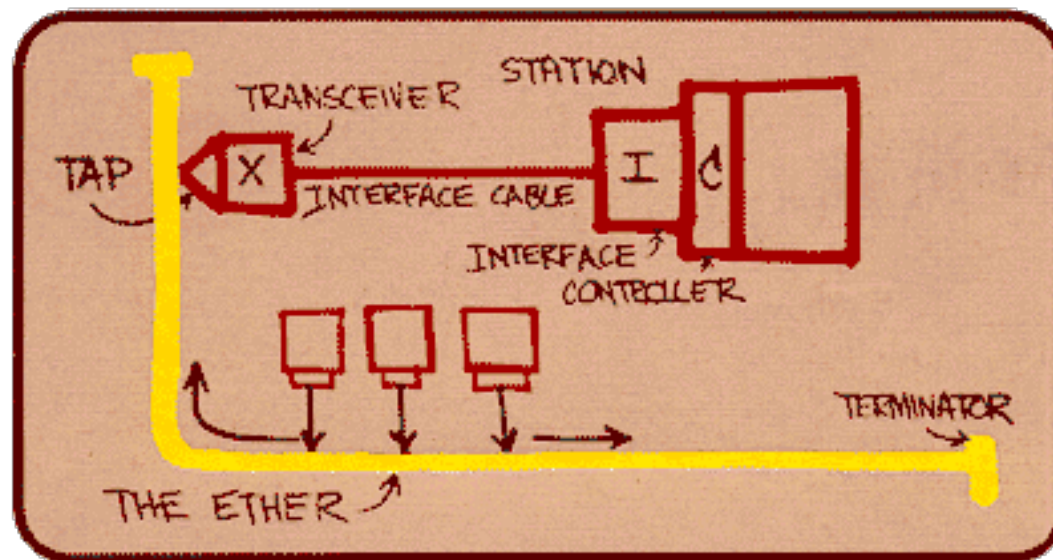 STATION
TRANSCEIVER
TAP
X
I
C
INTERFACE CABLE
INTERFACE
CONTROLLER
TERMINATOR
THE ETHER